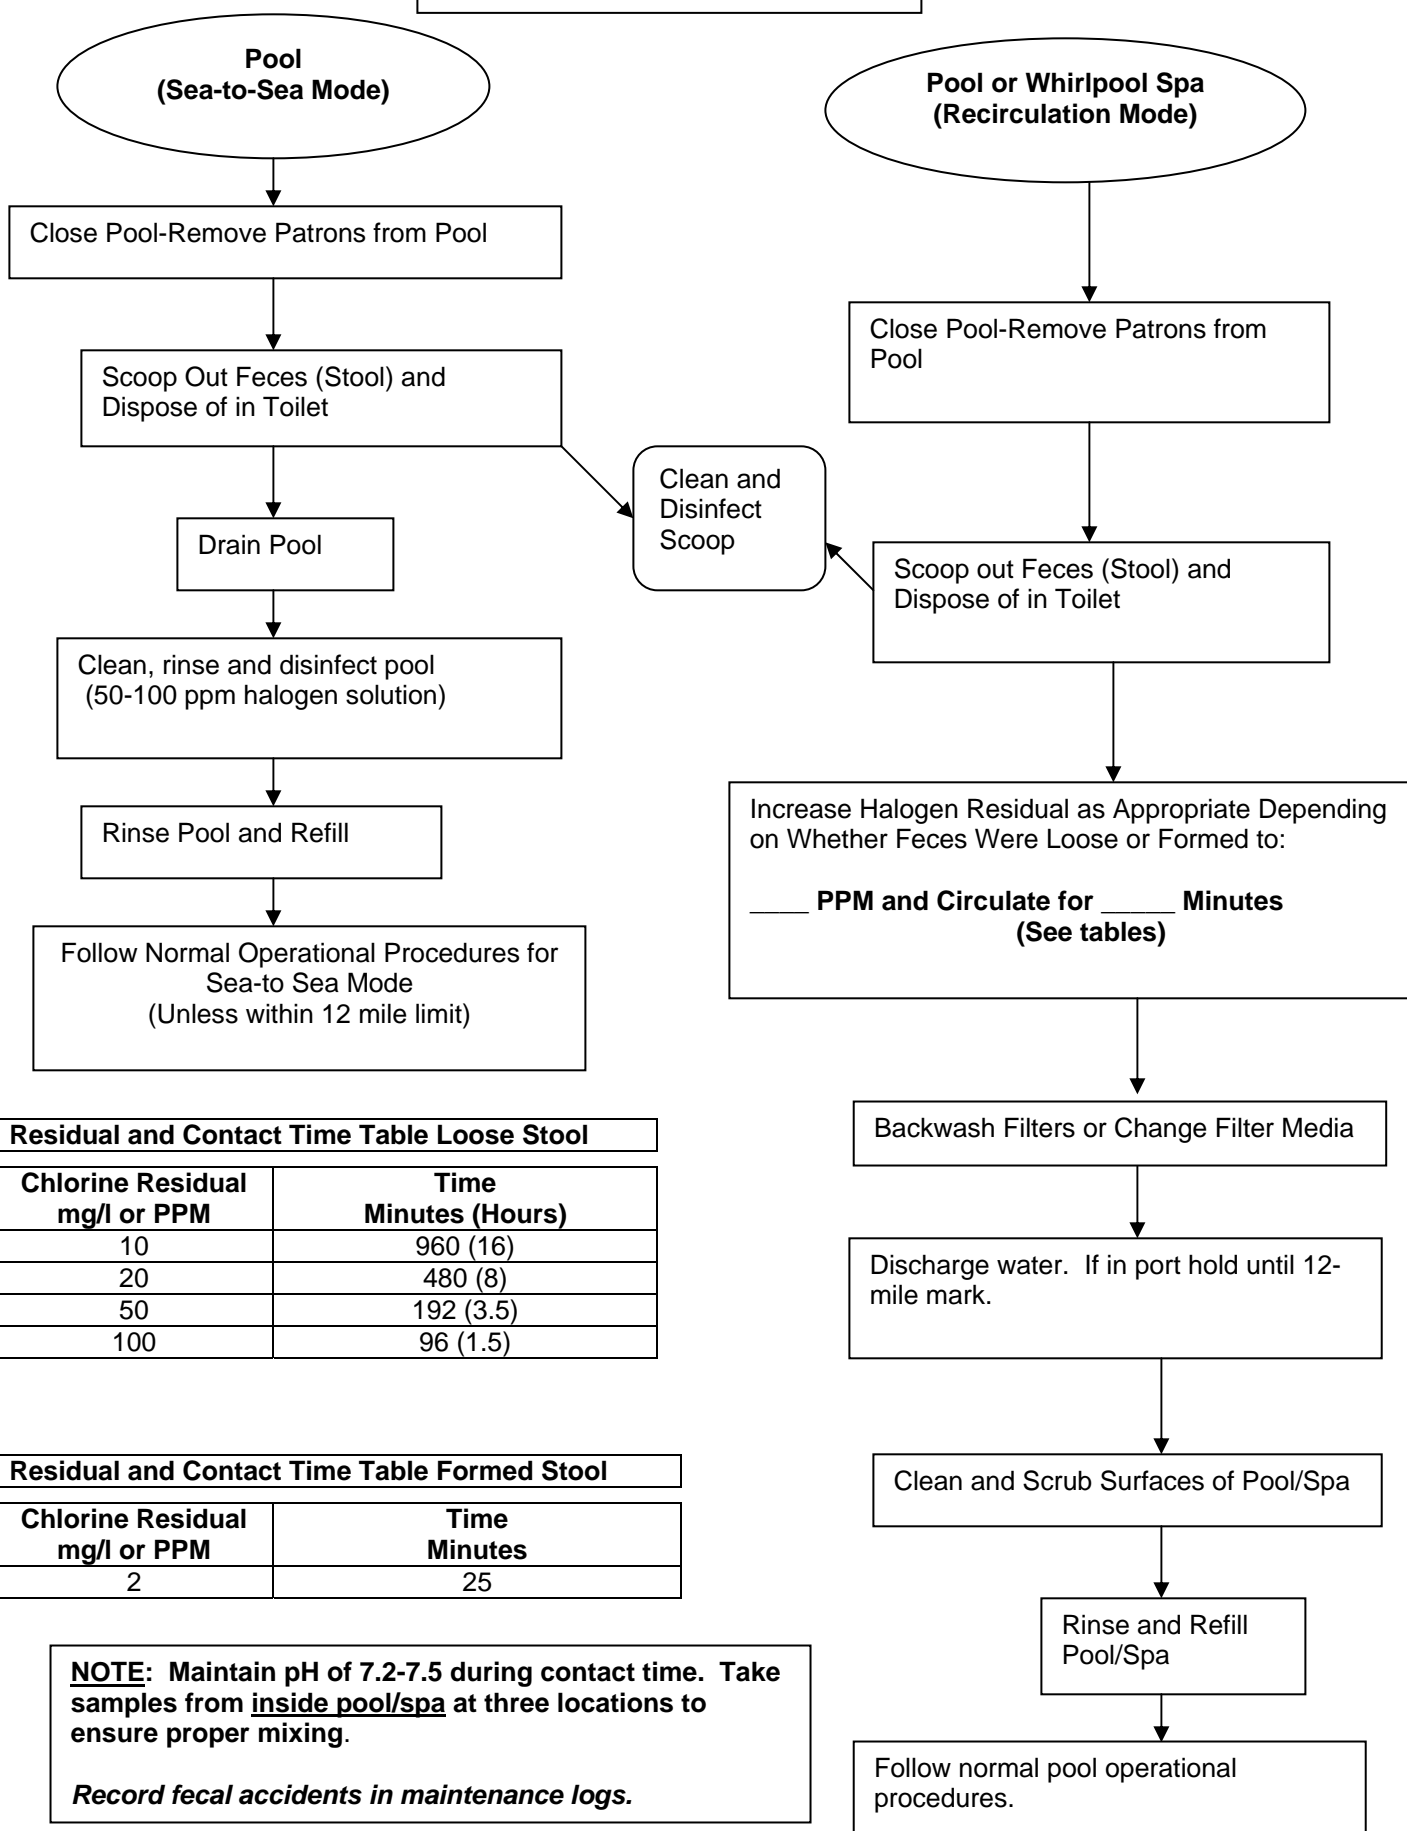 Pool
(Sea-to-Sea Mode)
Close Pool-Remove Patrons from Pool
Scoop Out Feces (Stool) and
Dispose of in Toilet
Drain Pool
Clean, rinse and disinfect pool
(50-100 ppm halogen solution)
Rinse Pool and Refill
Follow Normal Operational Procedures for
Sea-to Sea Mode
(Unless within 12 mile limit)
Clean and
Disinfect
Scoop
Pool or Whirlpool Spa
(Recirculation Mode)
Close Pool-Remove Patrons from
Pool
Scoop out Feces (Stool) and
Dispose of in Toilet
Increase Halogen Residual as Appropriate Depending
on Whether Feces Were Loose or Formed to:
____ PPM and Circulate for _____ Minutes
(See tables)
Backwash Filters or Change Filter Media
Discharge water.  If in port hold until 12-
mile mark.
Clean and Scrub Surfaces of Pool/Spa
Rinse and Refill
Pool/Spa
Follow normal pool operational
procedures.
Residual and Contact Time Table Loose Stool
Chlorine Residual Time
mg/l or PPM Minutes (Hours)
10 960 (16)
20 480 (8)
50 192 (3.5)
100 96 (1.5)
Residual and Contact Time Table Formed Stool
Chlorine Residual Time
mg/l or PPM Minutes
2 25
NOTE:  Maintain pH of 7.2-7.5 during contact time.  Take
samples from inside pool/spa at three locations to
ensure proper mixing.
Record fecal accidents in maintenance logs.